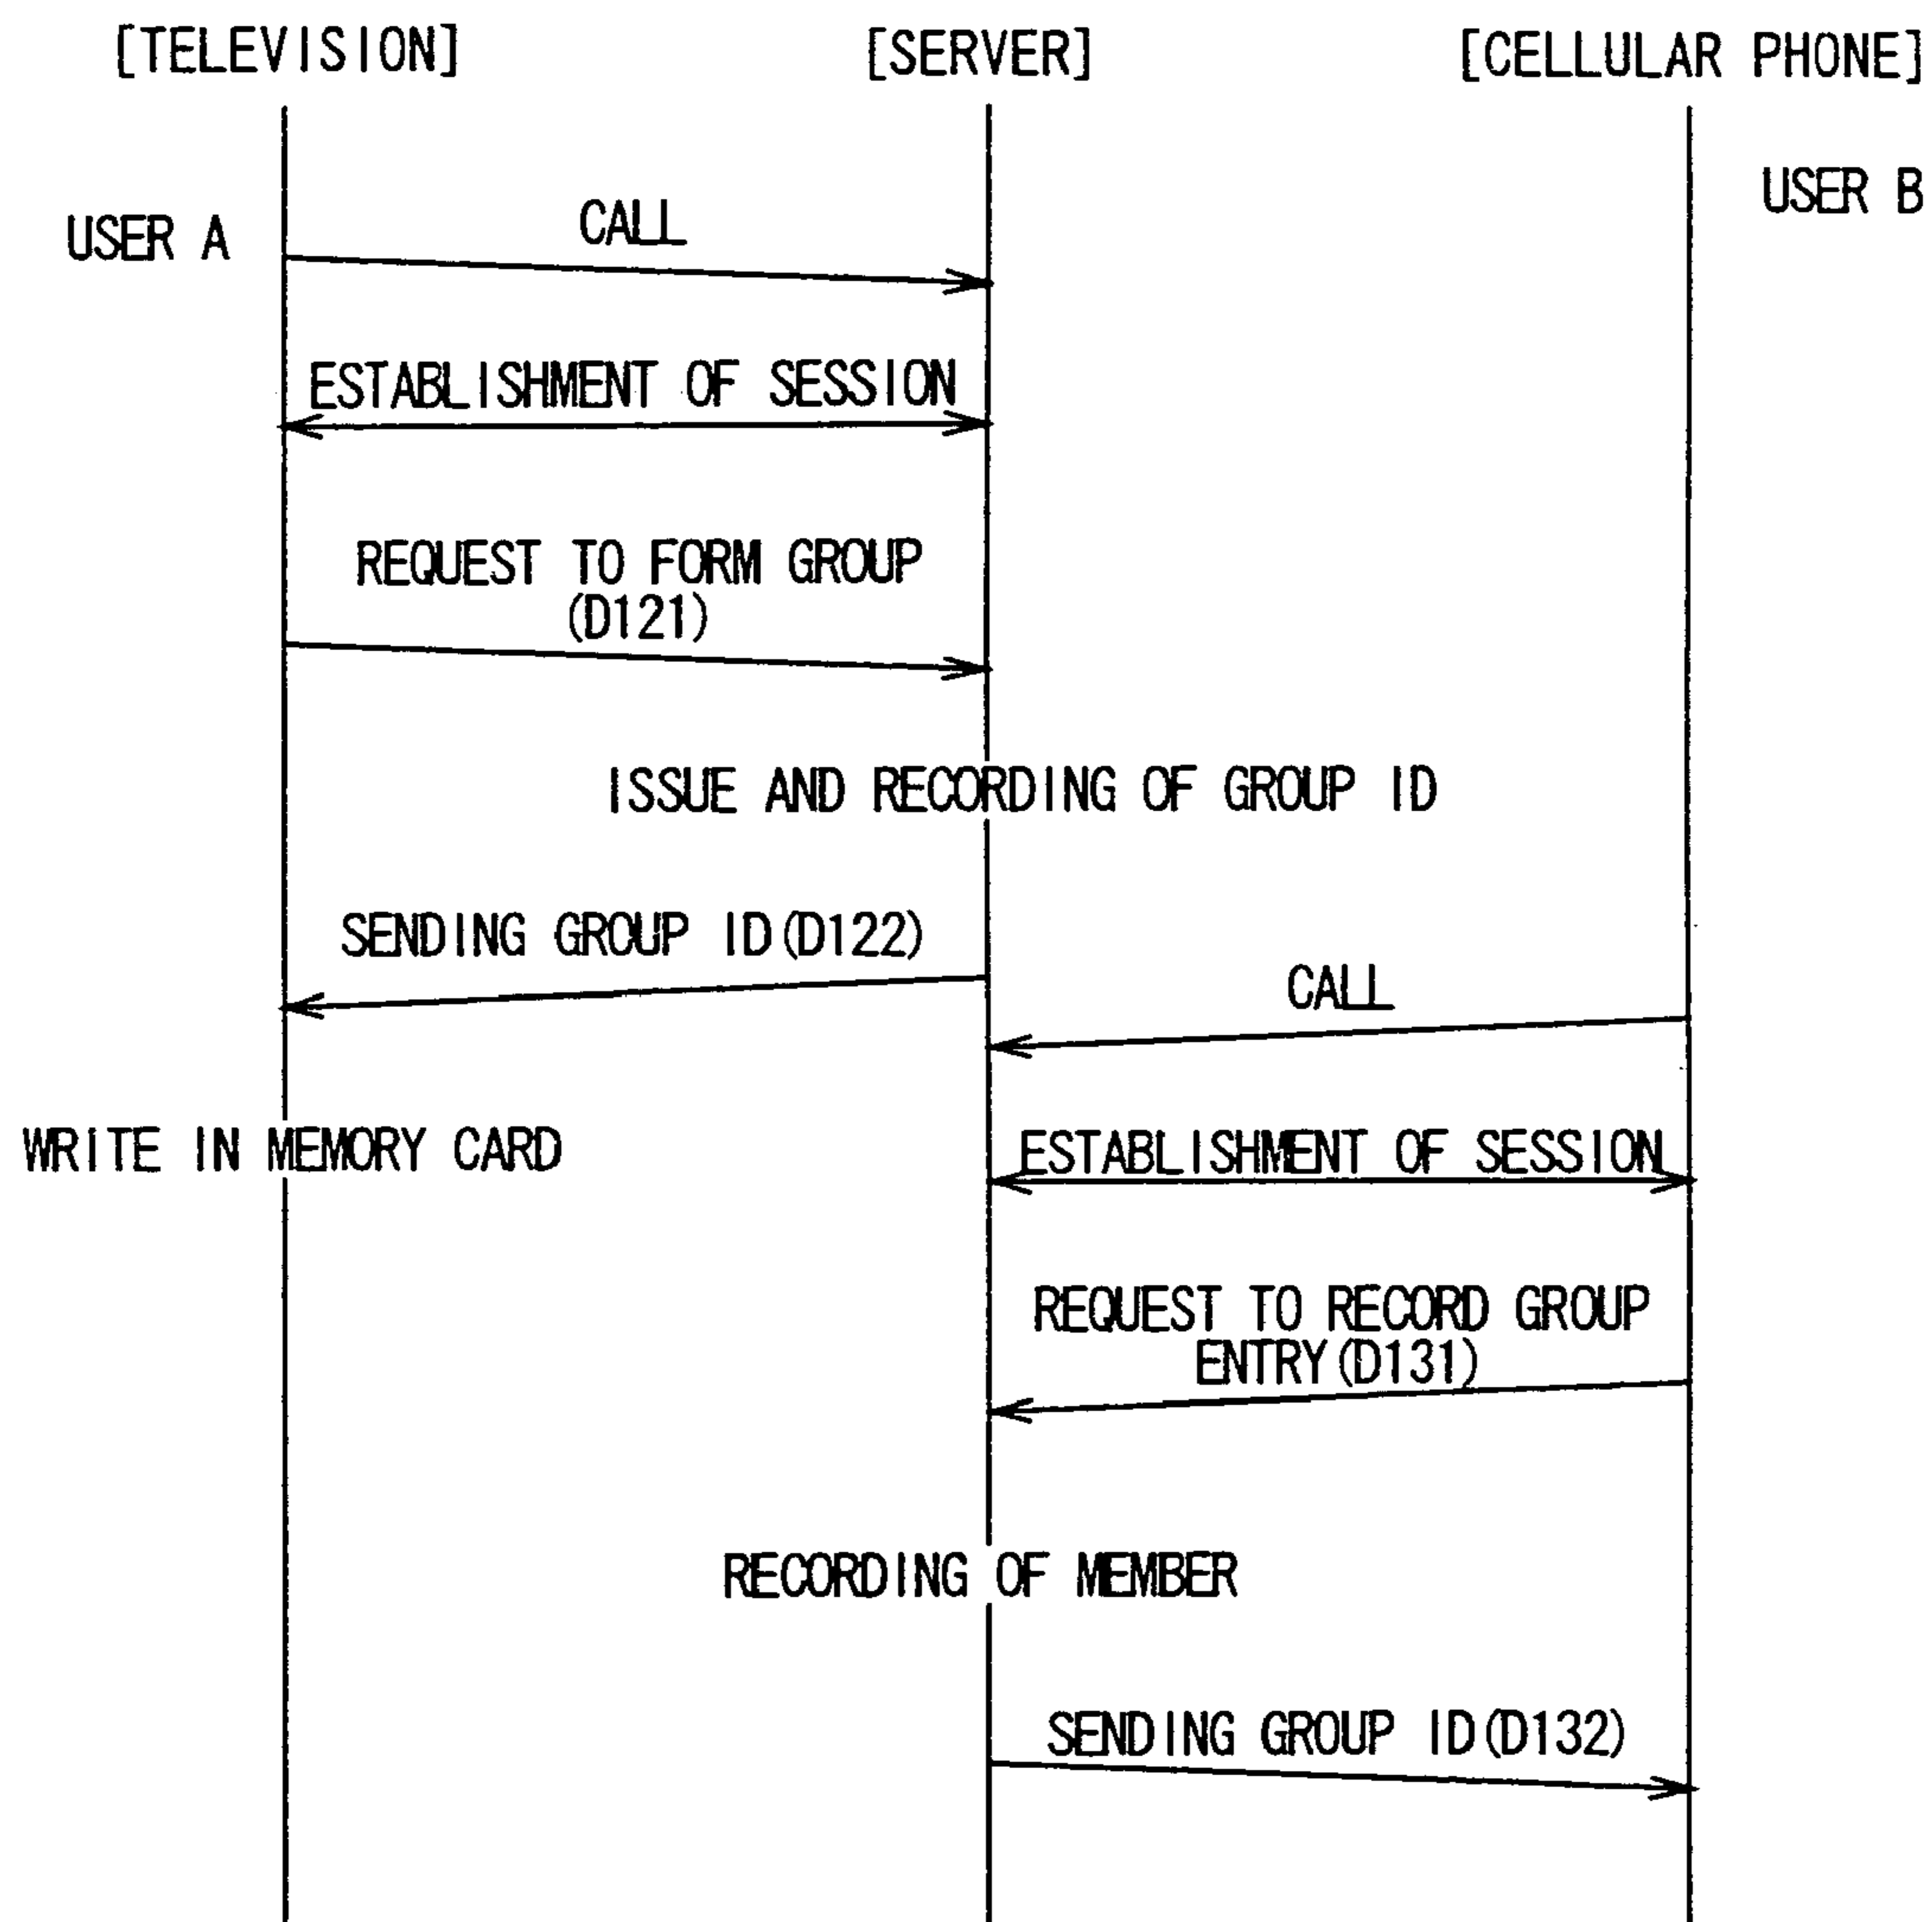 [TELEVISION]
[SERVER]
[CELLULAR PHONE]
USER B
USER A
CALL
ESTABLISHMENT OF SESSION
REQUEST TO FORM GROUP
(D121)
ISSUE AND RECORDING OF GROUP ID
SENDING GROUP ID(D122)
CALL
WRITE IN MEMORY CARD
ESTABLISHMENT OF SESSION
REQUEST TO RECORD GROUP
ENTRY(D131)
RECORDING OF MEMBER
SENDING GROUP ID(D132)